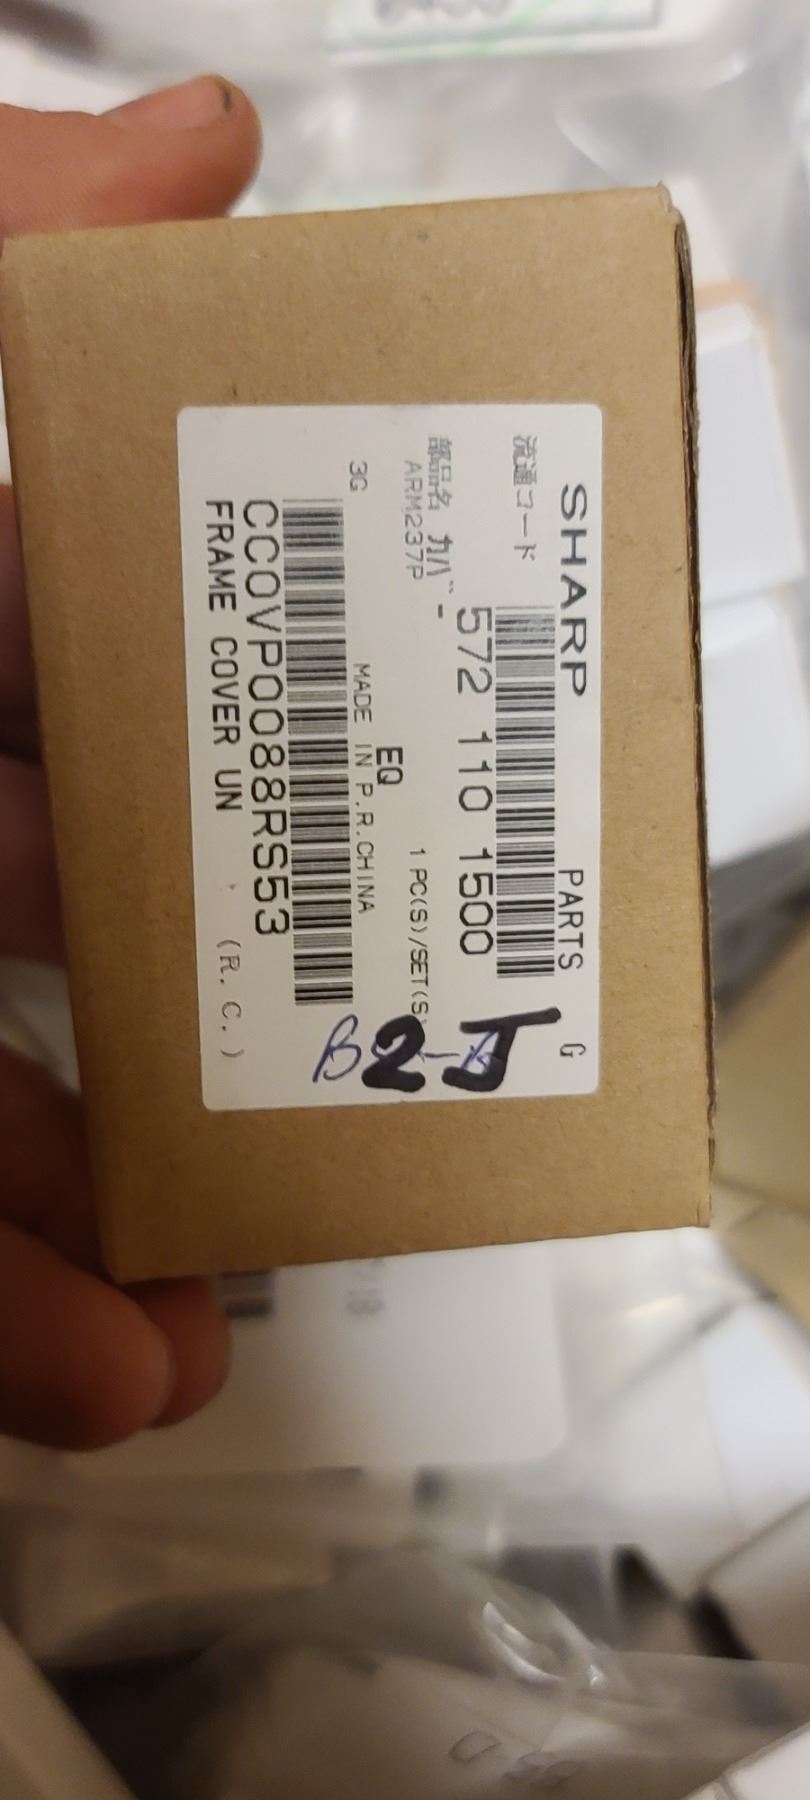 SHARP PARTS G
流通コード
572 110 1500
部品名 カバー
ARM237P 1 PC(S)/SET(S)
EQ
3G MADE IN P.R.CHINA
CCOVP0088RS53
FRAME COVER UN (R.C.)
B2-J